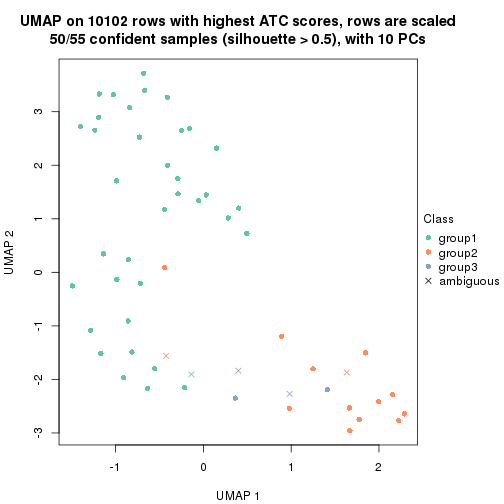 UMAP on 10102 rows with highest ATC scores, rows are scaled
50/55 confident samples (silhouette > 0.5), with 10 PCs
3
2
1
0
-1
-2
-3
UMAP 2
-1
0
1
2
UMAP 1
Class
group1
group2
group3
ambiguous